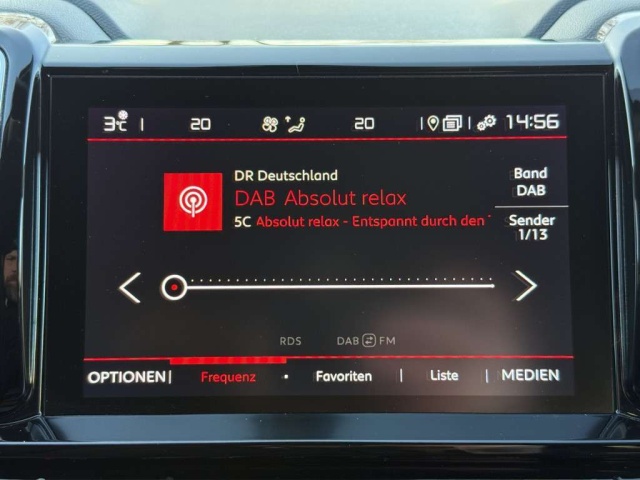 3°C 20 20 14:56
DR Deutschland
DAB Absolut relax
5C Absolut relax - Entspannt durch den
Band
DAB
Sender
1/13
RDS DAB FM
OPTIONEN Frequenz Favoriten Liste MEDIEN